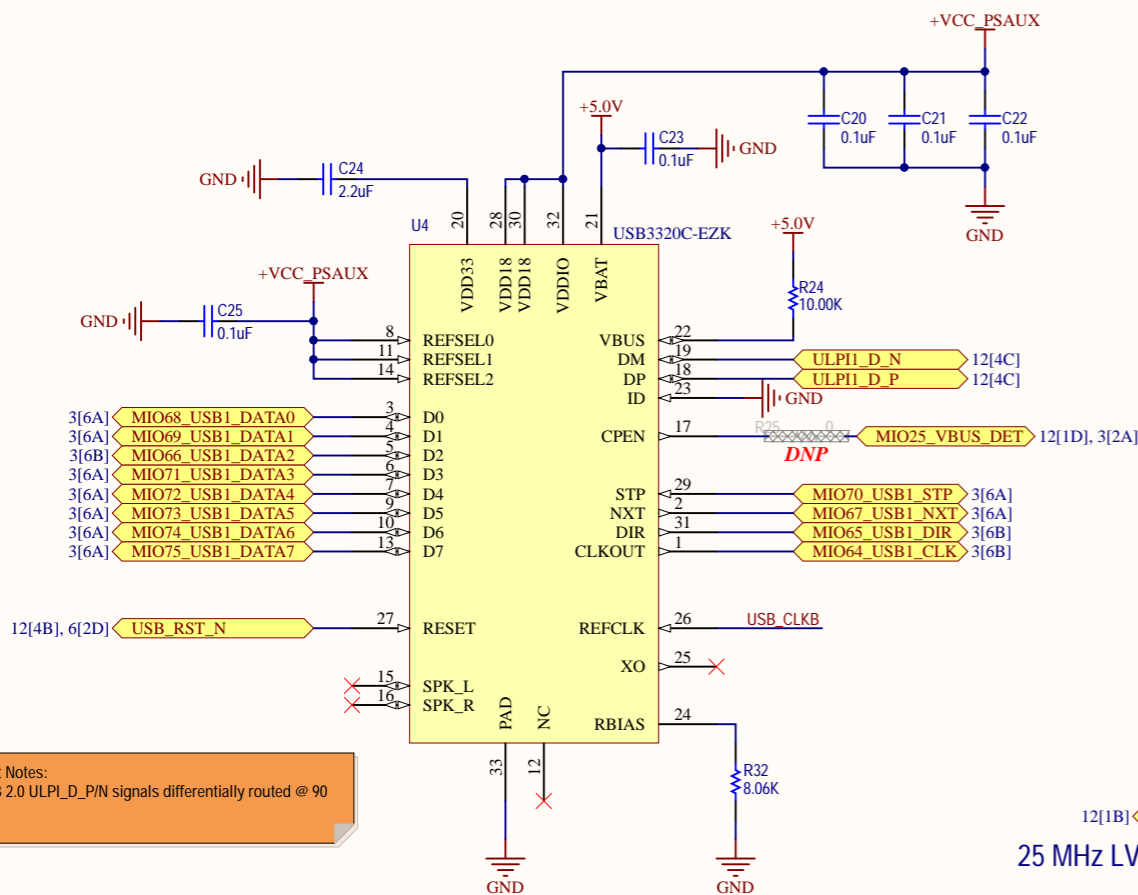 +VCC_PSAUX
C20
0.1uF
C21
0.1uF
C22
0.1uF
GND
+5.0V
C23
0.1uF
GND
GND
C24
2.2uF
20
28
30
32
21
U4
USB3320C-EZK
VDD33
VDD18
VDD18
VDDIO
VBAT
+5.0V
R24
10.00K
+VCC_PSAUX
GND
C25
0.1uF
8 REFSEL0
11 REFSEL1
14 REFSEL2
VBUS 22
DM 19 ULPI1_D_N 12[4C]
DP 18 ULPI1_D_P 12[4C]
ID 23 GND
3[6A] MIO68_USB1_DATA0 3 D0
3[6A] MIO69_USB1_DATA1 4 D1
3[6B] MIO66_USB1_DATA2 5 D2
3[6A] MIO71_USB1_DATA3 6 D3
3[6A] MIO72_USB1_DATA4 7 D4
3[6A] MIO73_USB1_DATA5 9 D5
3[6A] MIO74_USB1_DATA6 10 D6
3[6A] MIO75_USB1_DATA7 13 D7
CPEN 17 R25 0 MIO25_VBUS_DET 12[1D], 3[2A]
DNP
STP 29 MIO70_USB1_STP 3[6A]
NXT 2 MIO67_USB1_NXT 3[6A]
DIR 31 MIO65_USB1_DIR 3[6B]
CLKOUT 1 MIO64_USB1_CLK 3[6B]
12[4B], 6[2D] USB_RST_N 27 RESET
REFCLK 26 USB_CLKB
XO 25
15 SPK_L
16 SPK_R
PAD
NC
RBIAS 24
33
12
R32
8.06K
GND
GND
t Notes:
3 2.0 ULPI_D_P/N signals differentially routed @ 90
12[1B]
25 MHz LV